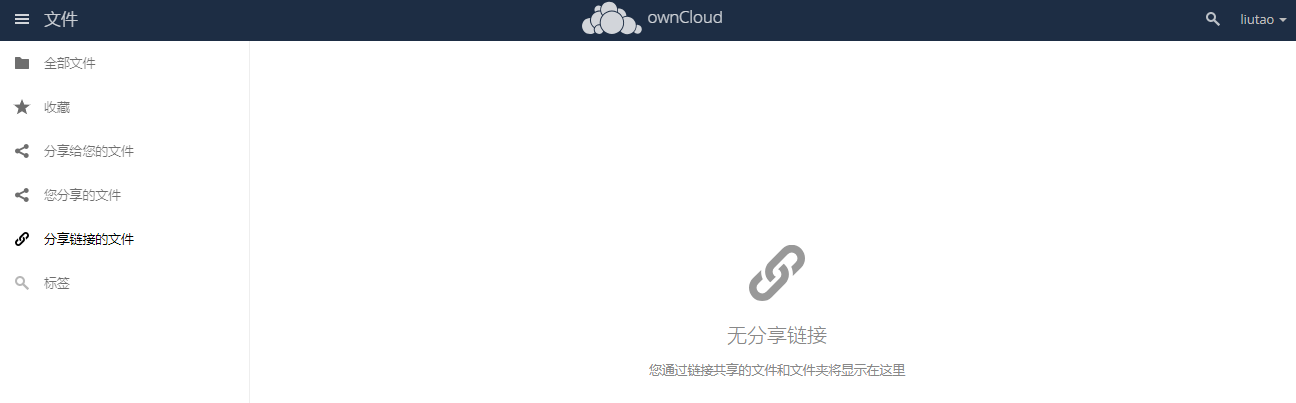 文件
ownCloud
liutao
全部文件
收藏
分享给您的文件
您分享的文件
分享链接的文件
标签
无分享链接
您通过链接共享的文件和文件夹将显示在这里